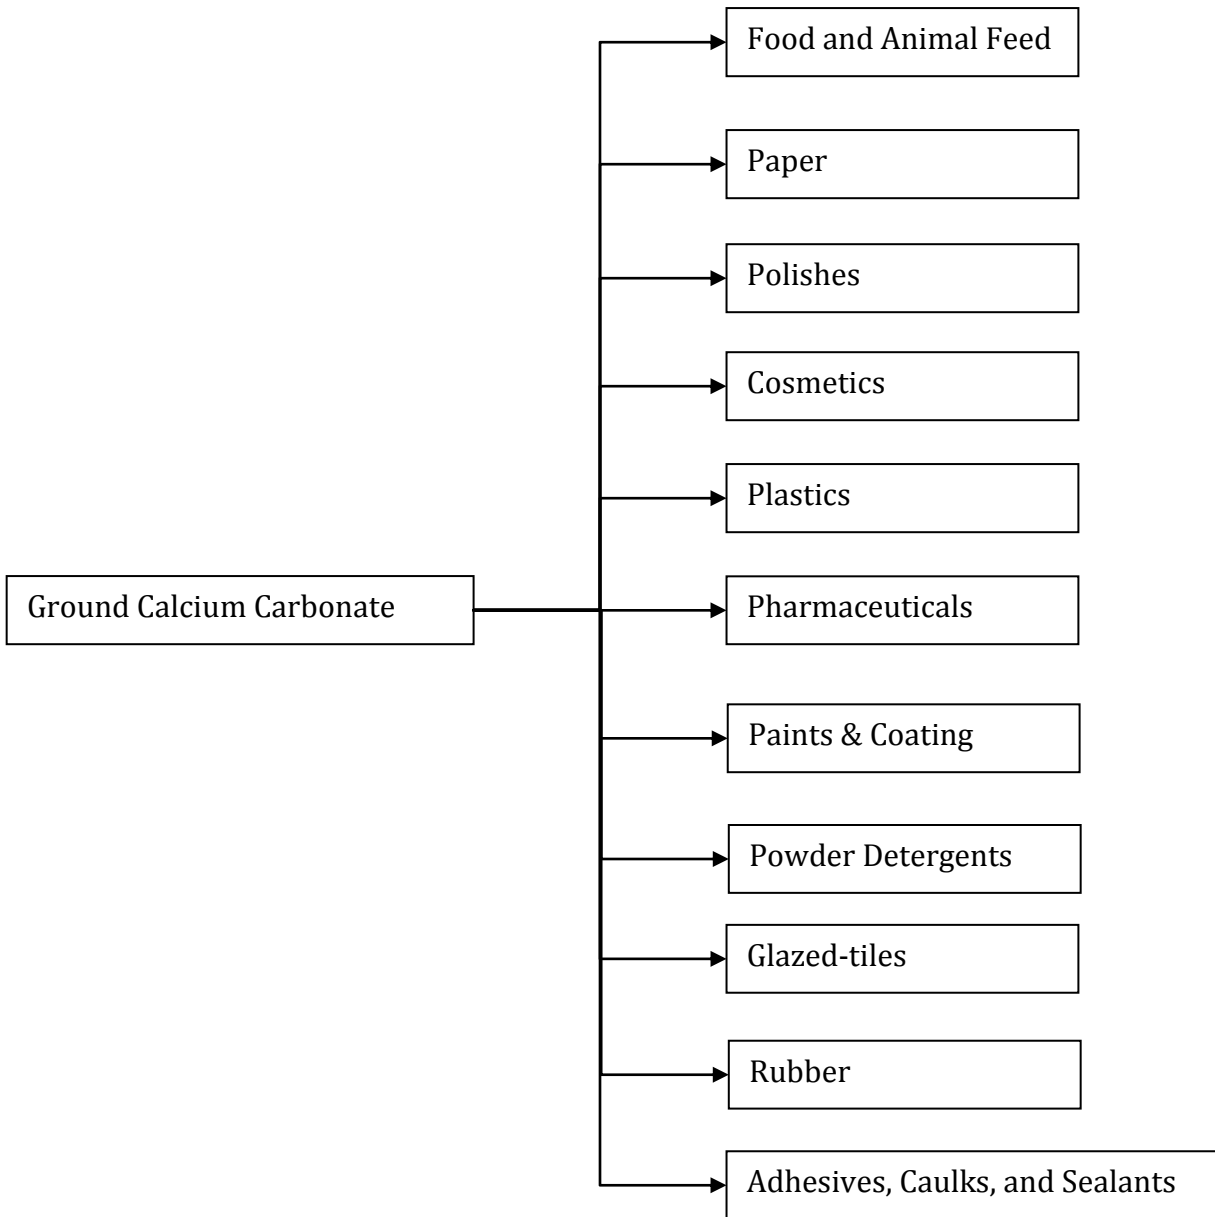 Food and Animal Feed
Paper
Polishes
Cosmetics
Plastics
Ground Calcium Carbonate
Pharmaceuticals
Paints & Coating
Powder Detergents
Glazed-tiles
Rubber
Adhesives, Caulks, and Sealants